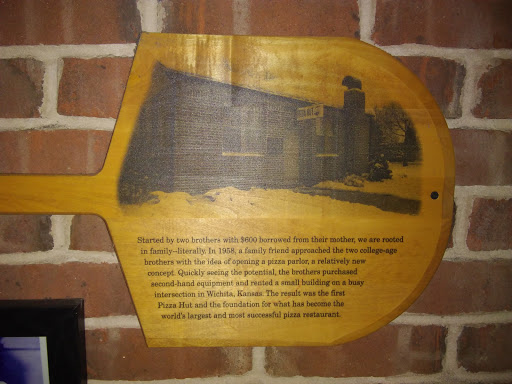 Started by two brothers with $600 borrowed from their mother, we are rooted
in family--literally. In 1958, a family friend approached the two college-age
brothers with the idea of opening a pizza parlor, a relatively new
concept. Quickly seeing the potential, the brothers purchased
second-hand equipment and rented a small building on a busy
intersection in Wichita, Kansas. The result was the first
Pizza Hut and the foundation for what has become the
world's largest and most successful pizza restaurant.